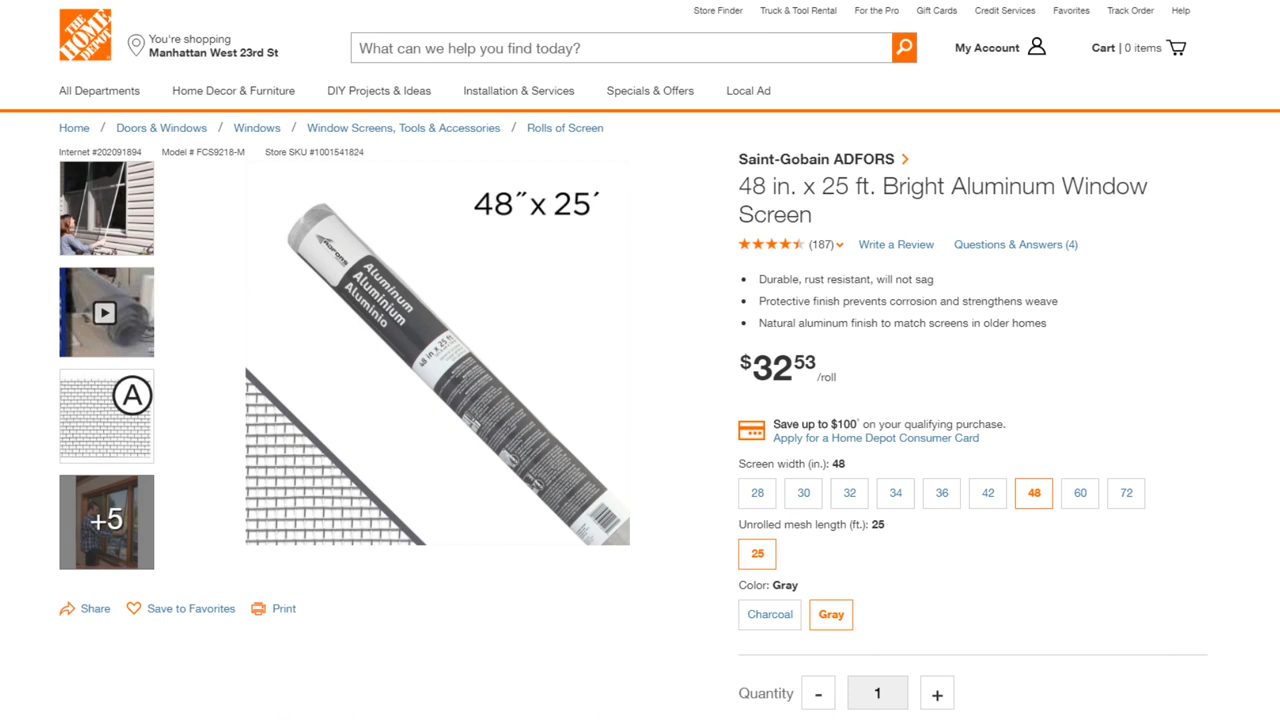 Store Finder Truck & Tool Rental For the Pro Gift Cards Credit Services Favorites Track Order Help
THE HOME DEPOT
You're shopping
Manhattan West 23rd St
What can we help you find today?
My Account
Cart | 0 items
All Departments Home Decor & Furniture DIY Projects & Ideas Installation & Services Specials & Offers Local Ad
Home / Doors & Windows / Windows / Window Screens, Tools & Accessories / Rolls of Screen
Internet #202091894 Model # FCS9218-M Store SKU #1001541824
A
+5
48″x 25′
ADFORS
Aluminum
Aluminium
Aluminio
48 in x 25 ft
Share Save to Favorites Print
Saint-Gobain ADFORS
48 in. x 25 ft. Bright Aluminum Window
Screen
(187) Write a Review Questions & Answers (4)
• Durable, rust resistant, will not sag
• Protective finish prevents corrosion and strengthens weave
• Natural aluminum finish to match screens in older homes
$32 53 /roll
Save up to $100° on your qualifying purchase.
Apply for a Home Depot Consumer Card
Screen width (in.): 48
28 30 32 34 36 42 48 60 72
Unrolled mesh length (ft.): 25
25
Color: Gray
Charcoal Gray
Quantity - 1 +